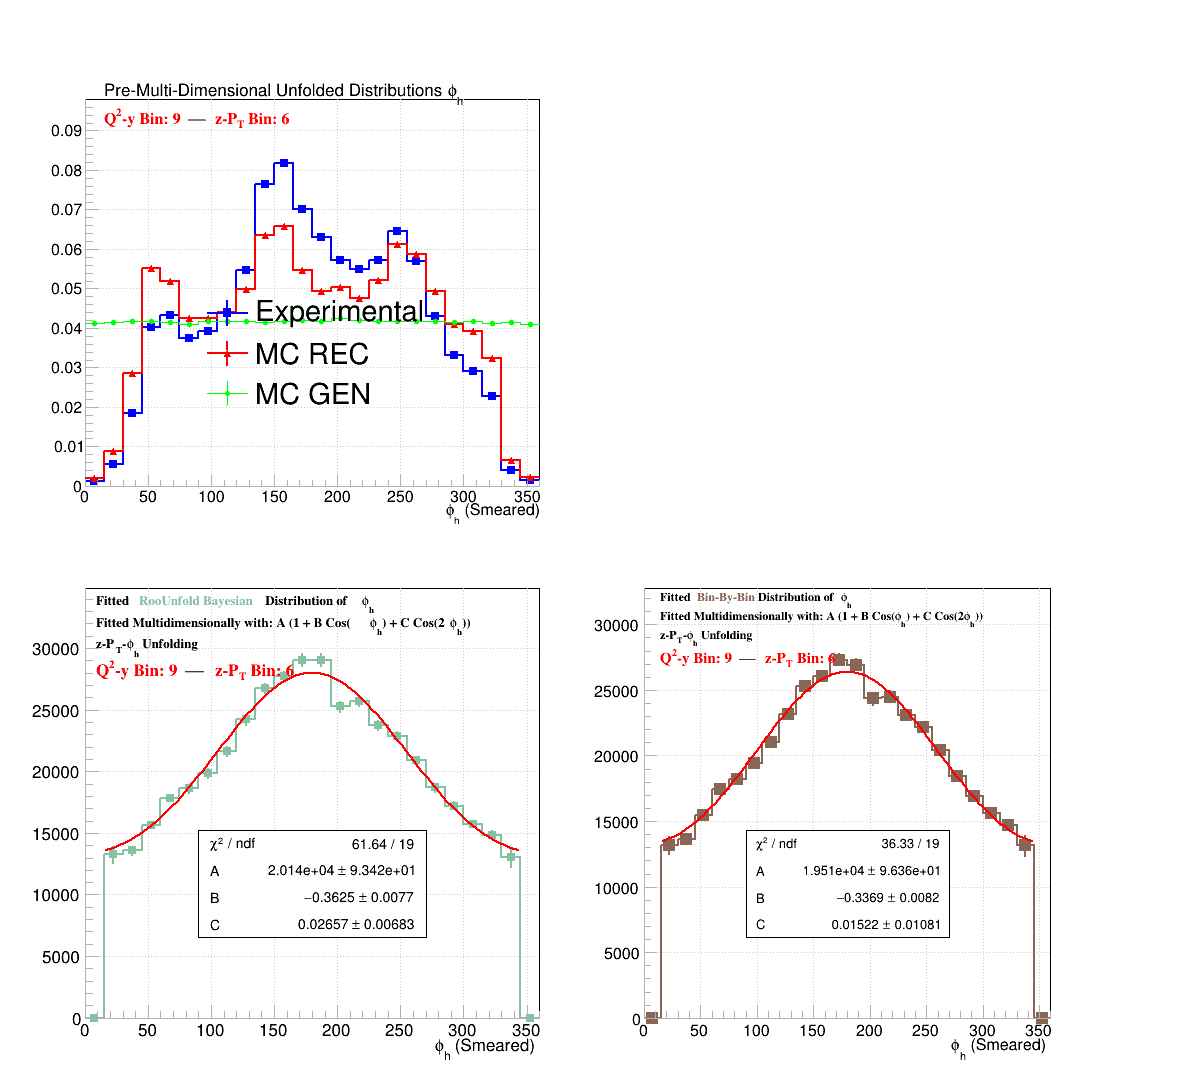 Pre-Multi-Dimensional Unfolded Distributions ϕh
Q2-y Bin: 9 — z-PT Bin: 6
0.09
0.08
0.07
0.06
0.05
0.04
0.03
0.02
0.01
0
Experimental
MC REC
MC GEN
0 50 100 150 200 250 300 350
ϕh (Smeared)
Fitted RooUnfold Bayesian Distribution of ϕh
Fitted Multidimensionally with: A (1 + B Cos( ϕh) + C Cos(2 ϕh))
z-PT-ϕh Unfolding
Q2-y Bin: 9 — z-PT Bin: 6
30000
25000
20000
15000
10000
5000
0
χ2 / ndf 61.64 / 19
A 2.014e+04 ± 9.342e+01
B −0.3625 ± 0.0077
C 0.02657 ± 0.00683
0 50 100 150 200 250 300 350
ϕh (Smeared)
Fitted Bin-By-Bin Distribution of ϕh
Fitted Multidimensionally with: A (1 + B Cos(ϕh) + C Cos(2ϕh))
z-PT-ϕh Unfolding
Q2-y Bin: 9 — z-PT Bin: 6
30000
25000
20000
15000
10000
5000
0
χ2 / ndf 36.33 / 19
A 1.951e+04 ± 9.636e+01
B −0.3369 ± 0.0082
C 0.01522 ± 0.01081
0 50 100 150 200 250 300 350
ϕh (Smeared)